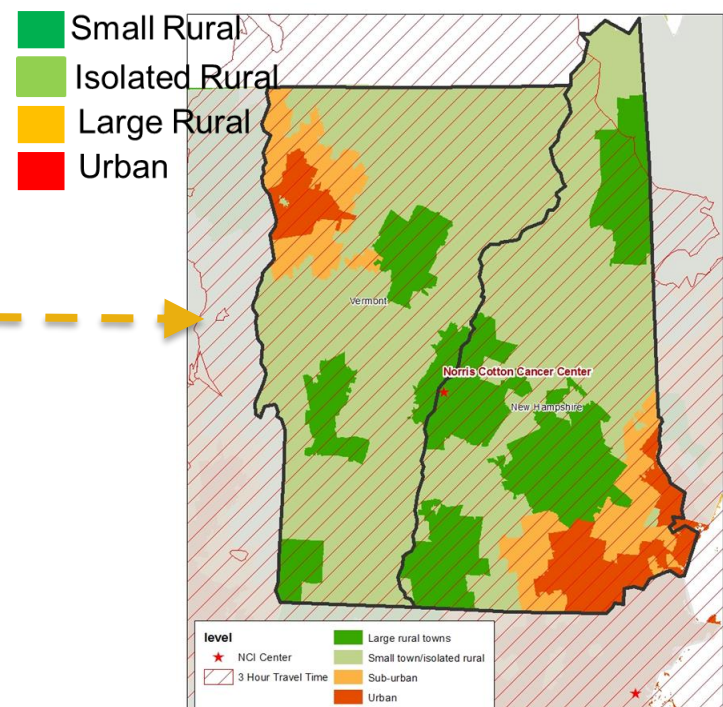 Small Rural
Isolated Rural
Large Rural
Urban
Vermont
Norris Cotton Cancer Center
New Hampshire
level
NCI Center
3 Hour Travel Time
Large rural towns
Small town/isolated rural
Sub-urban
Urban